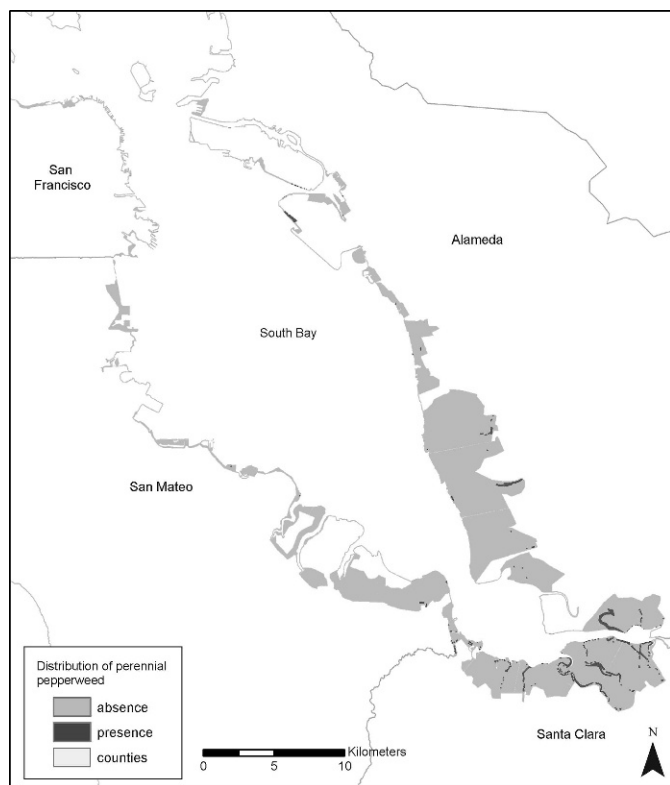 San
Francisco
Alameda
South Bay
San Mateo
Distribution of perennial
pepperweed
absence
presence
counties
Kilometers
0 5 10
Santa Clara
N